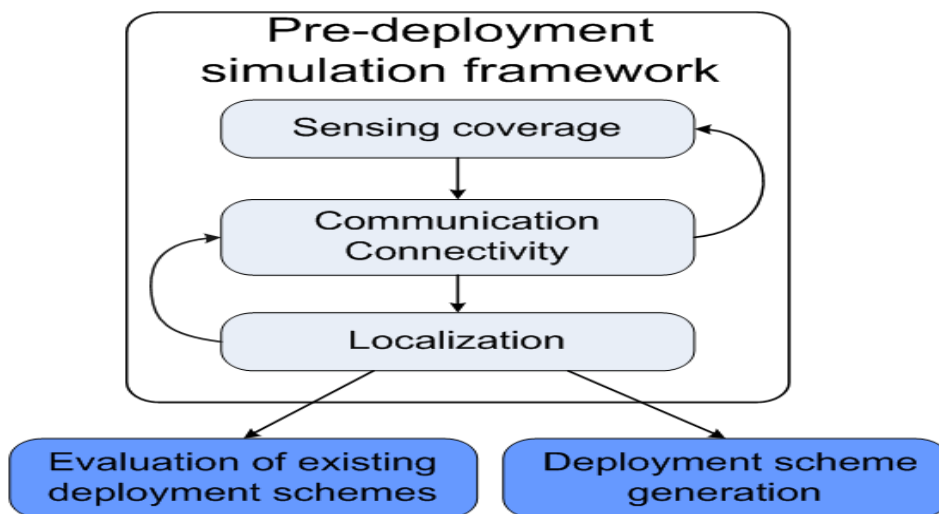 Pre-deployment
simulation framework
Sensing coverage
Communication
Connectivity
Localization
Evaluation of existing
deployment schemes
Deployment scheme
generation